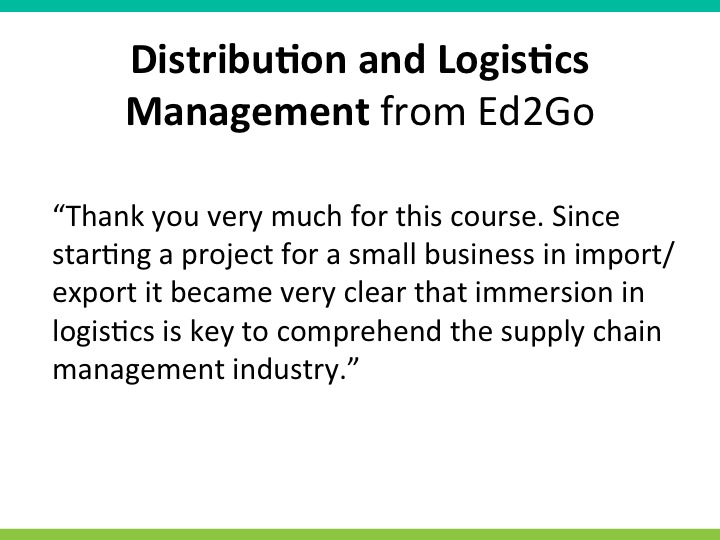 Distribution and Logistics
Management from Ed2Go
“Thank you very much for this course. Since
starting a project for a small business in import/
export it became very clear that immersion in
logistics is key to comprehend the supply chain
management industry.”